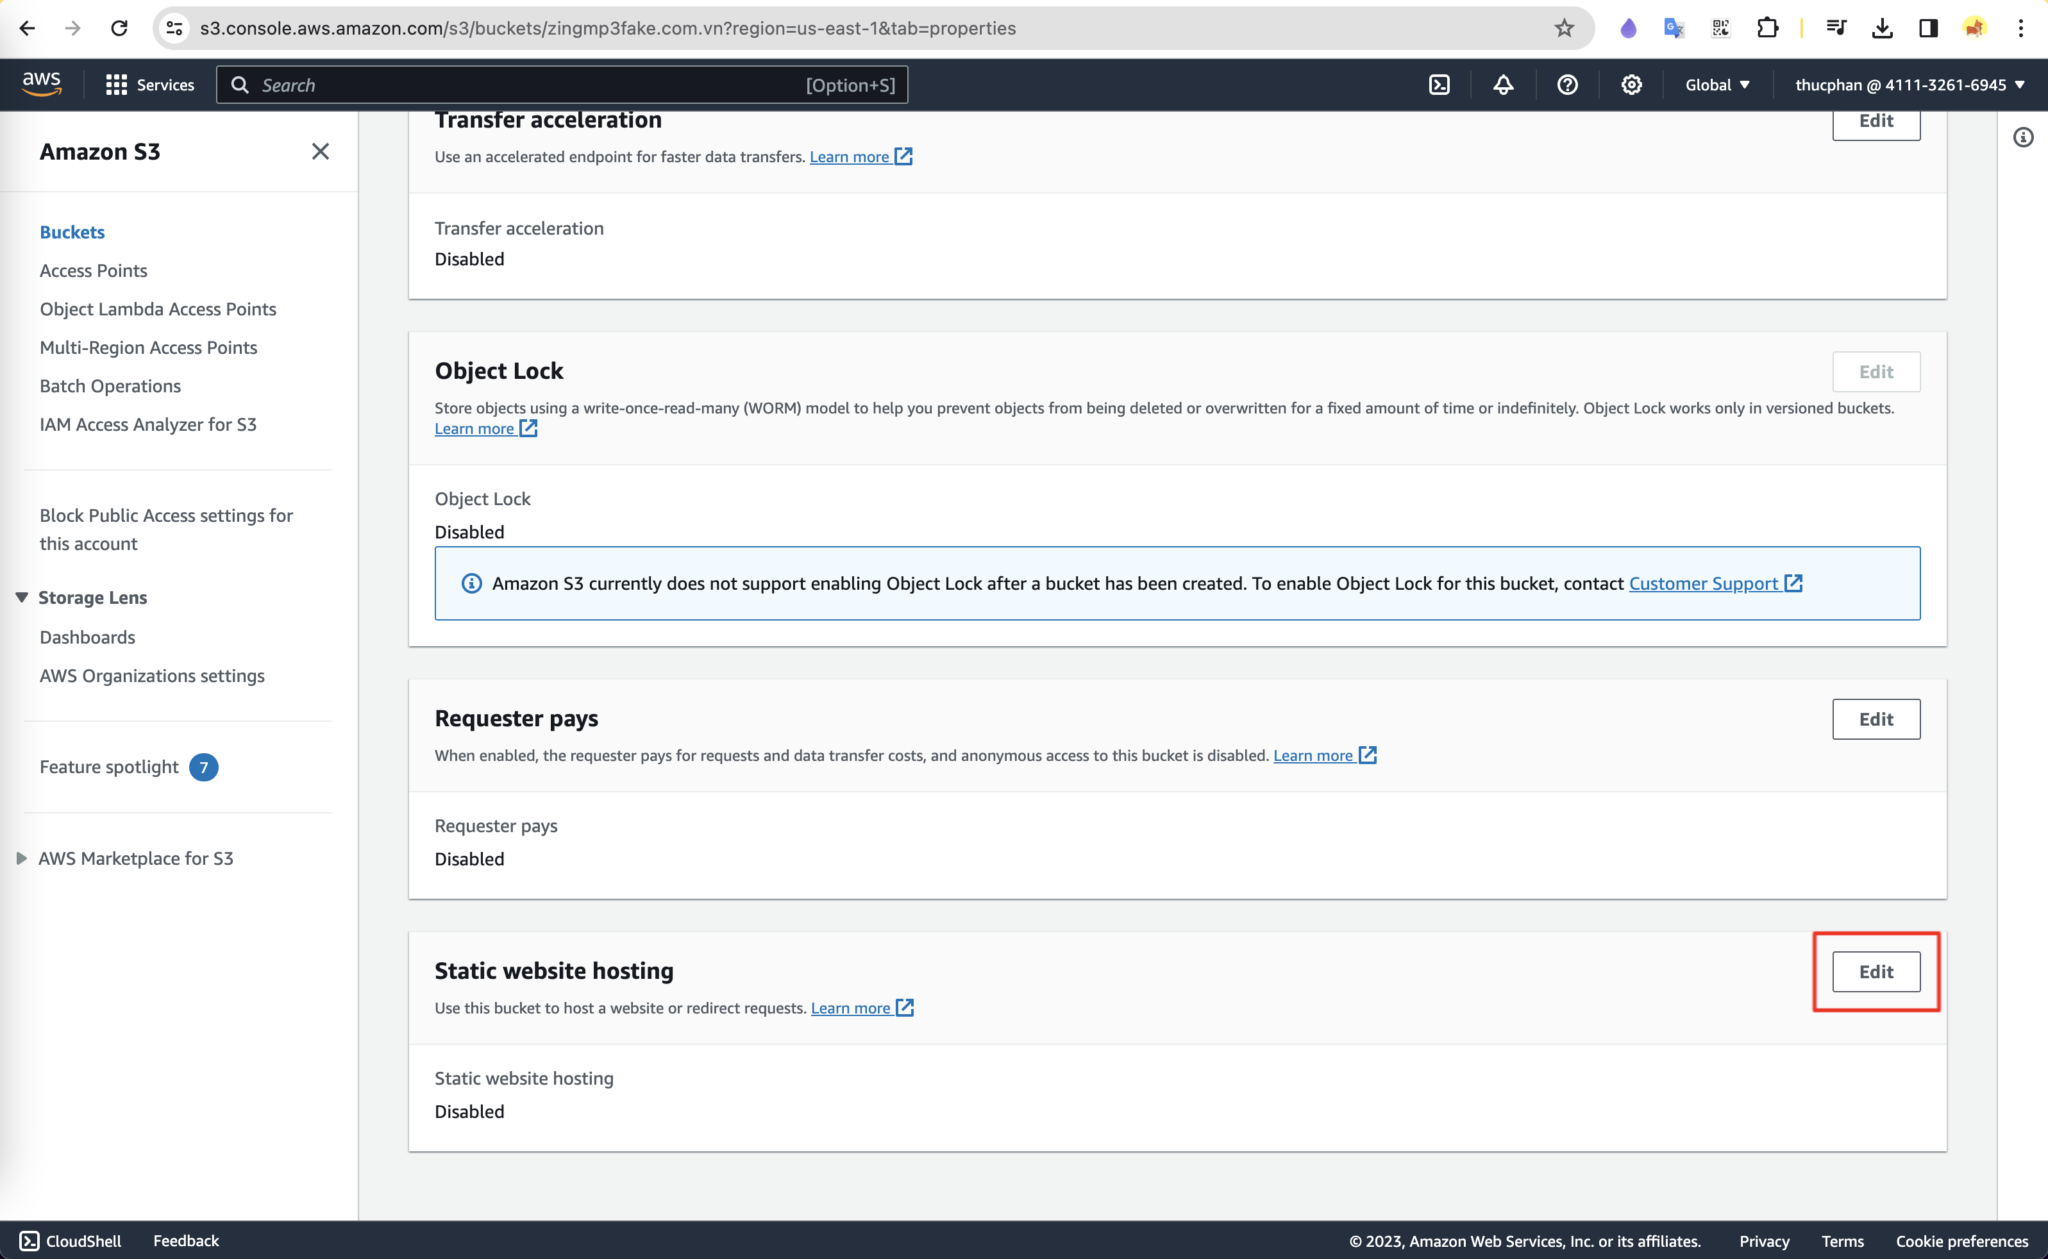 s3.console.aws.amazon.com/s3/buckets/zingmp3fake.com.vn?region=us-east-1&tab=properties
aws
Services
Search
[Option+S]
Global
thucphan @ 4111-3261-6945
Amazon S3
Buckets
Access Points
Object Lambda Access Points
Multi-Region Access Points
Batch Operations
IAM Access Analyzer for S3
Block Public Access settings for
this account
Storage Lens
Dashboards
AWS Organizations settings
Feature spotlight 7
AWS Marketplace for S3
Transfer acceleration
Edit
Use an accelerated endpoint for faster data transfers. Learn more
Transfer acceleration
Disabled
Object Lock
Edit
Store objects using a write-once-read-many (WORM) model to help you prevent objects from being deleted or overwritten for a fixed amount of time or indefinitely. Object Lock works only in versioned buckets.
Learn more
Object Lock
Disabled
Amazon S3 currently does not support enabling Object Lock after a bucket has been created. To enable Object Lock for this bucket, contact Customer Support
Requester pays
Edit
When enabled, the requester pays for requests and data transfer costs, and anonymous access to this bucket is disabled. Learn more
Requester pays
Disabled
Static website hosting
Edit
Use this bucket to host a website or redirect requests. Learn more
Static website hosting
Disabled
CloudShell
Feedback
© 2023, Amazon Web Services, Inc. or its affiliates.
Privacy
Terms
Cookie preferences